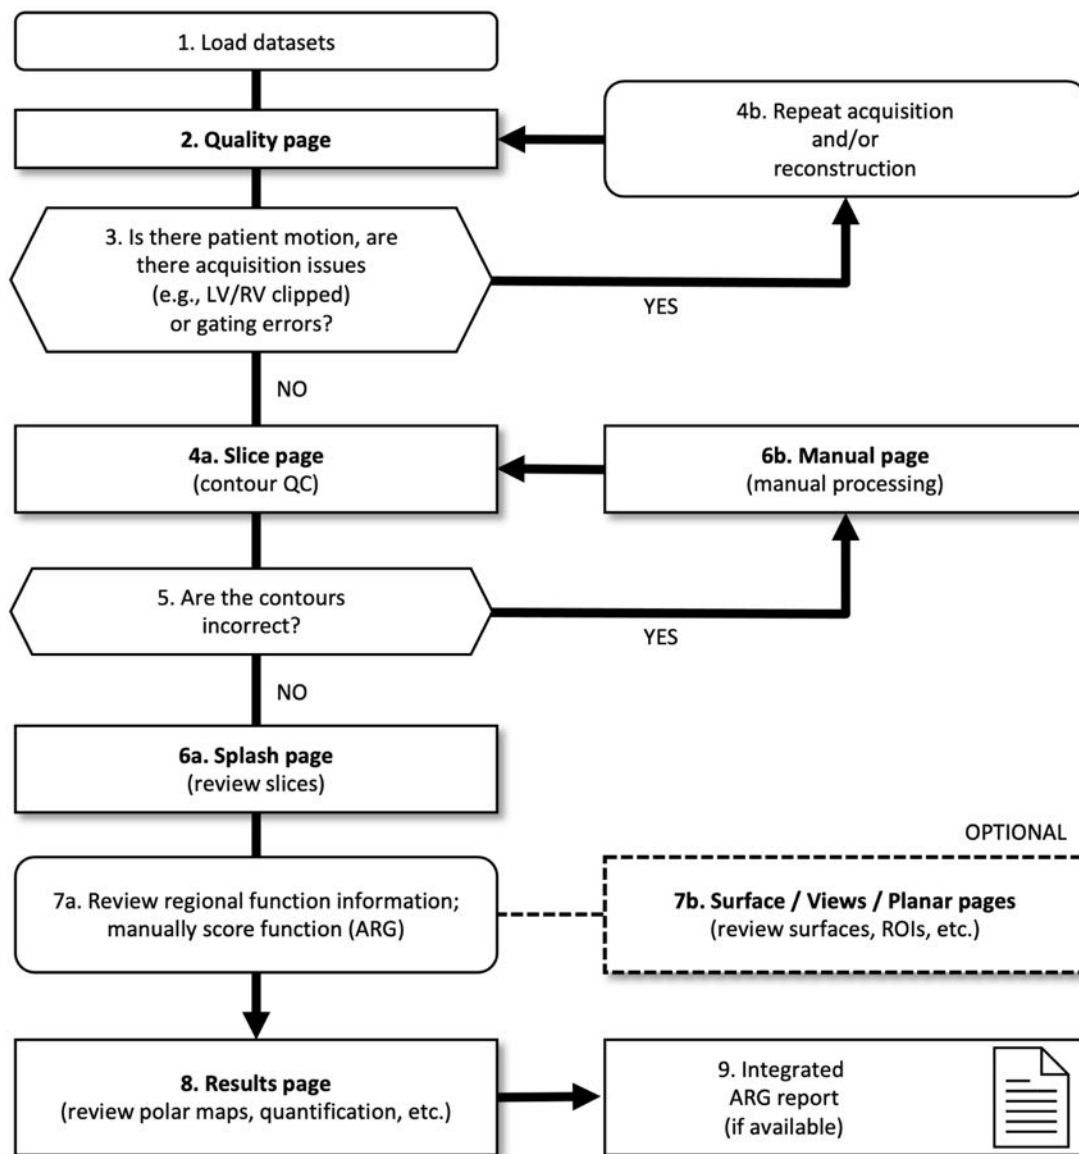 1. Load datasets
2. Quality page
4b. Repeat acquisition
and/or
reconstruction
3. Is there patient motion, are
there acquisition issues
(e.g., LV/RV clipped)
or gating errors?
YES
NO
4a. Slice page
(contour QC)
6b. Manual page
(manual processing)
5. Are the contours
incorrect?
YES
NO
6a. Splash page
(review slices)
OPTIONAL
7a. Review regional function information;
manually score function (ARG)
7b. Surface / Views / Planar pages
(review surfaces, ROIs, etc.)
8. Results page
(review polar maps, quantification, etc.)
9. Integrated
ARG report
(if available)